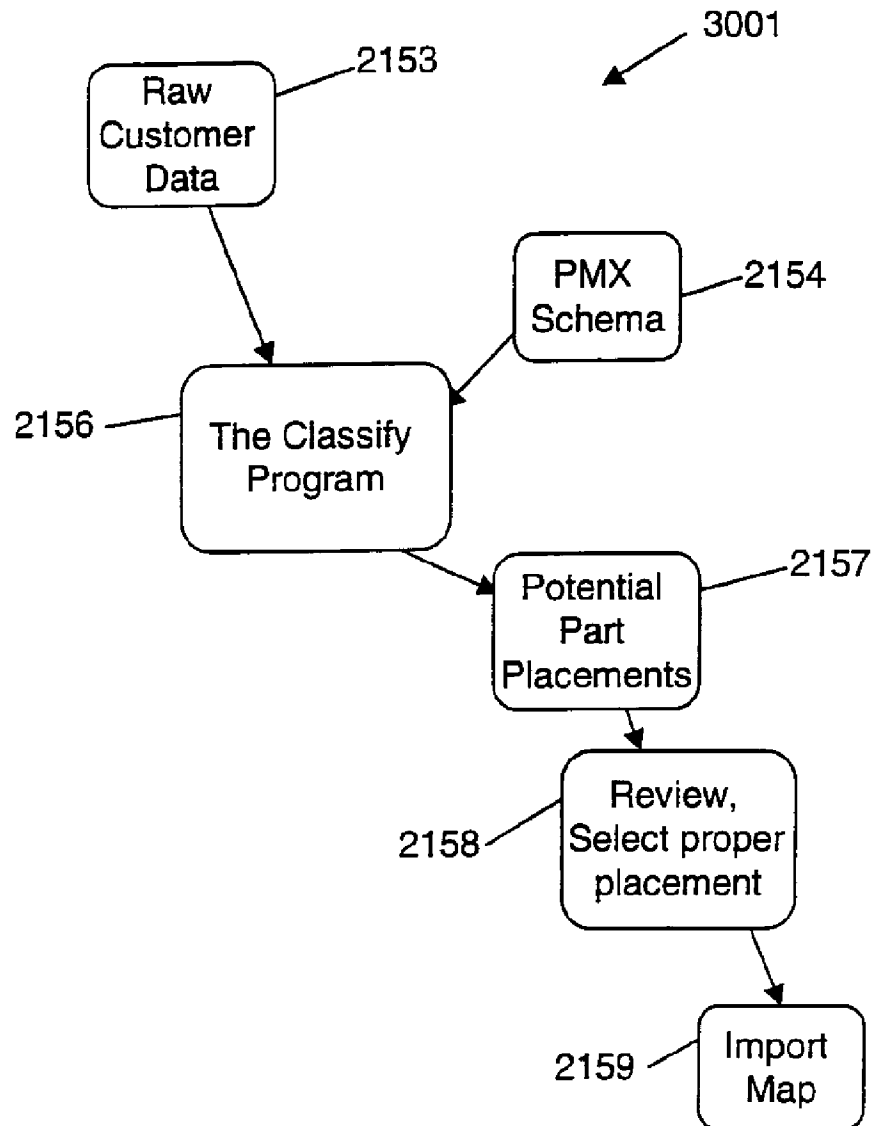 3001
2153
Raw
Customer
Data
PMX
Schema
2154
2156
The Classify
Program
2157
Potential
Part
Placements
2158
Review,
Select proper
placement
2159
Import
Map